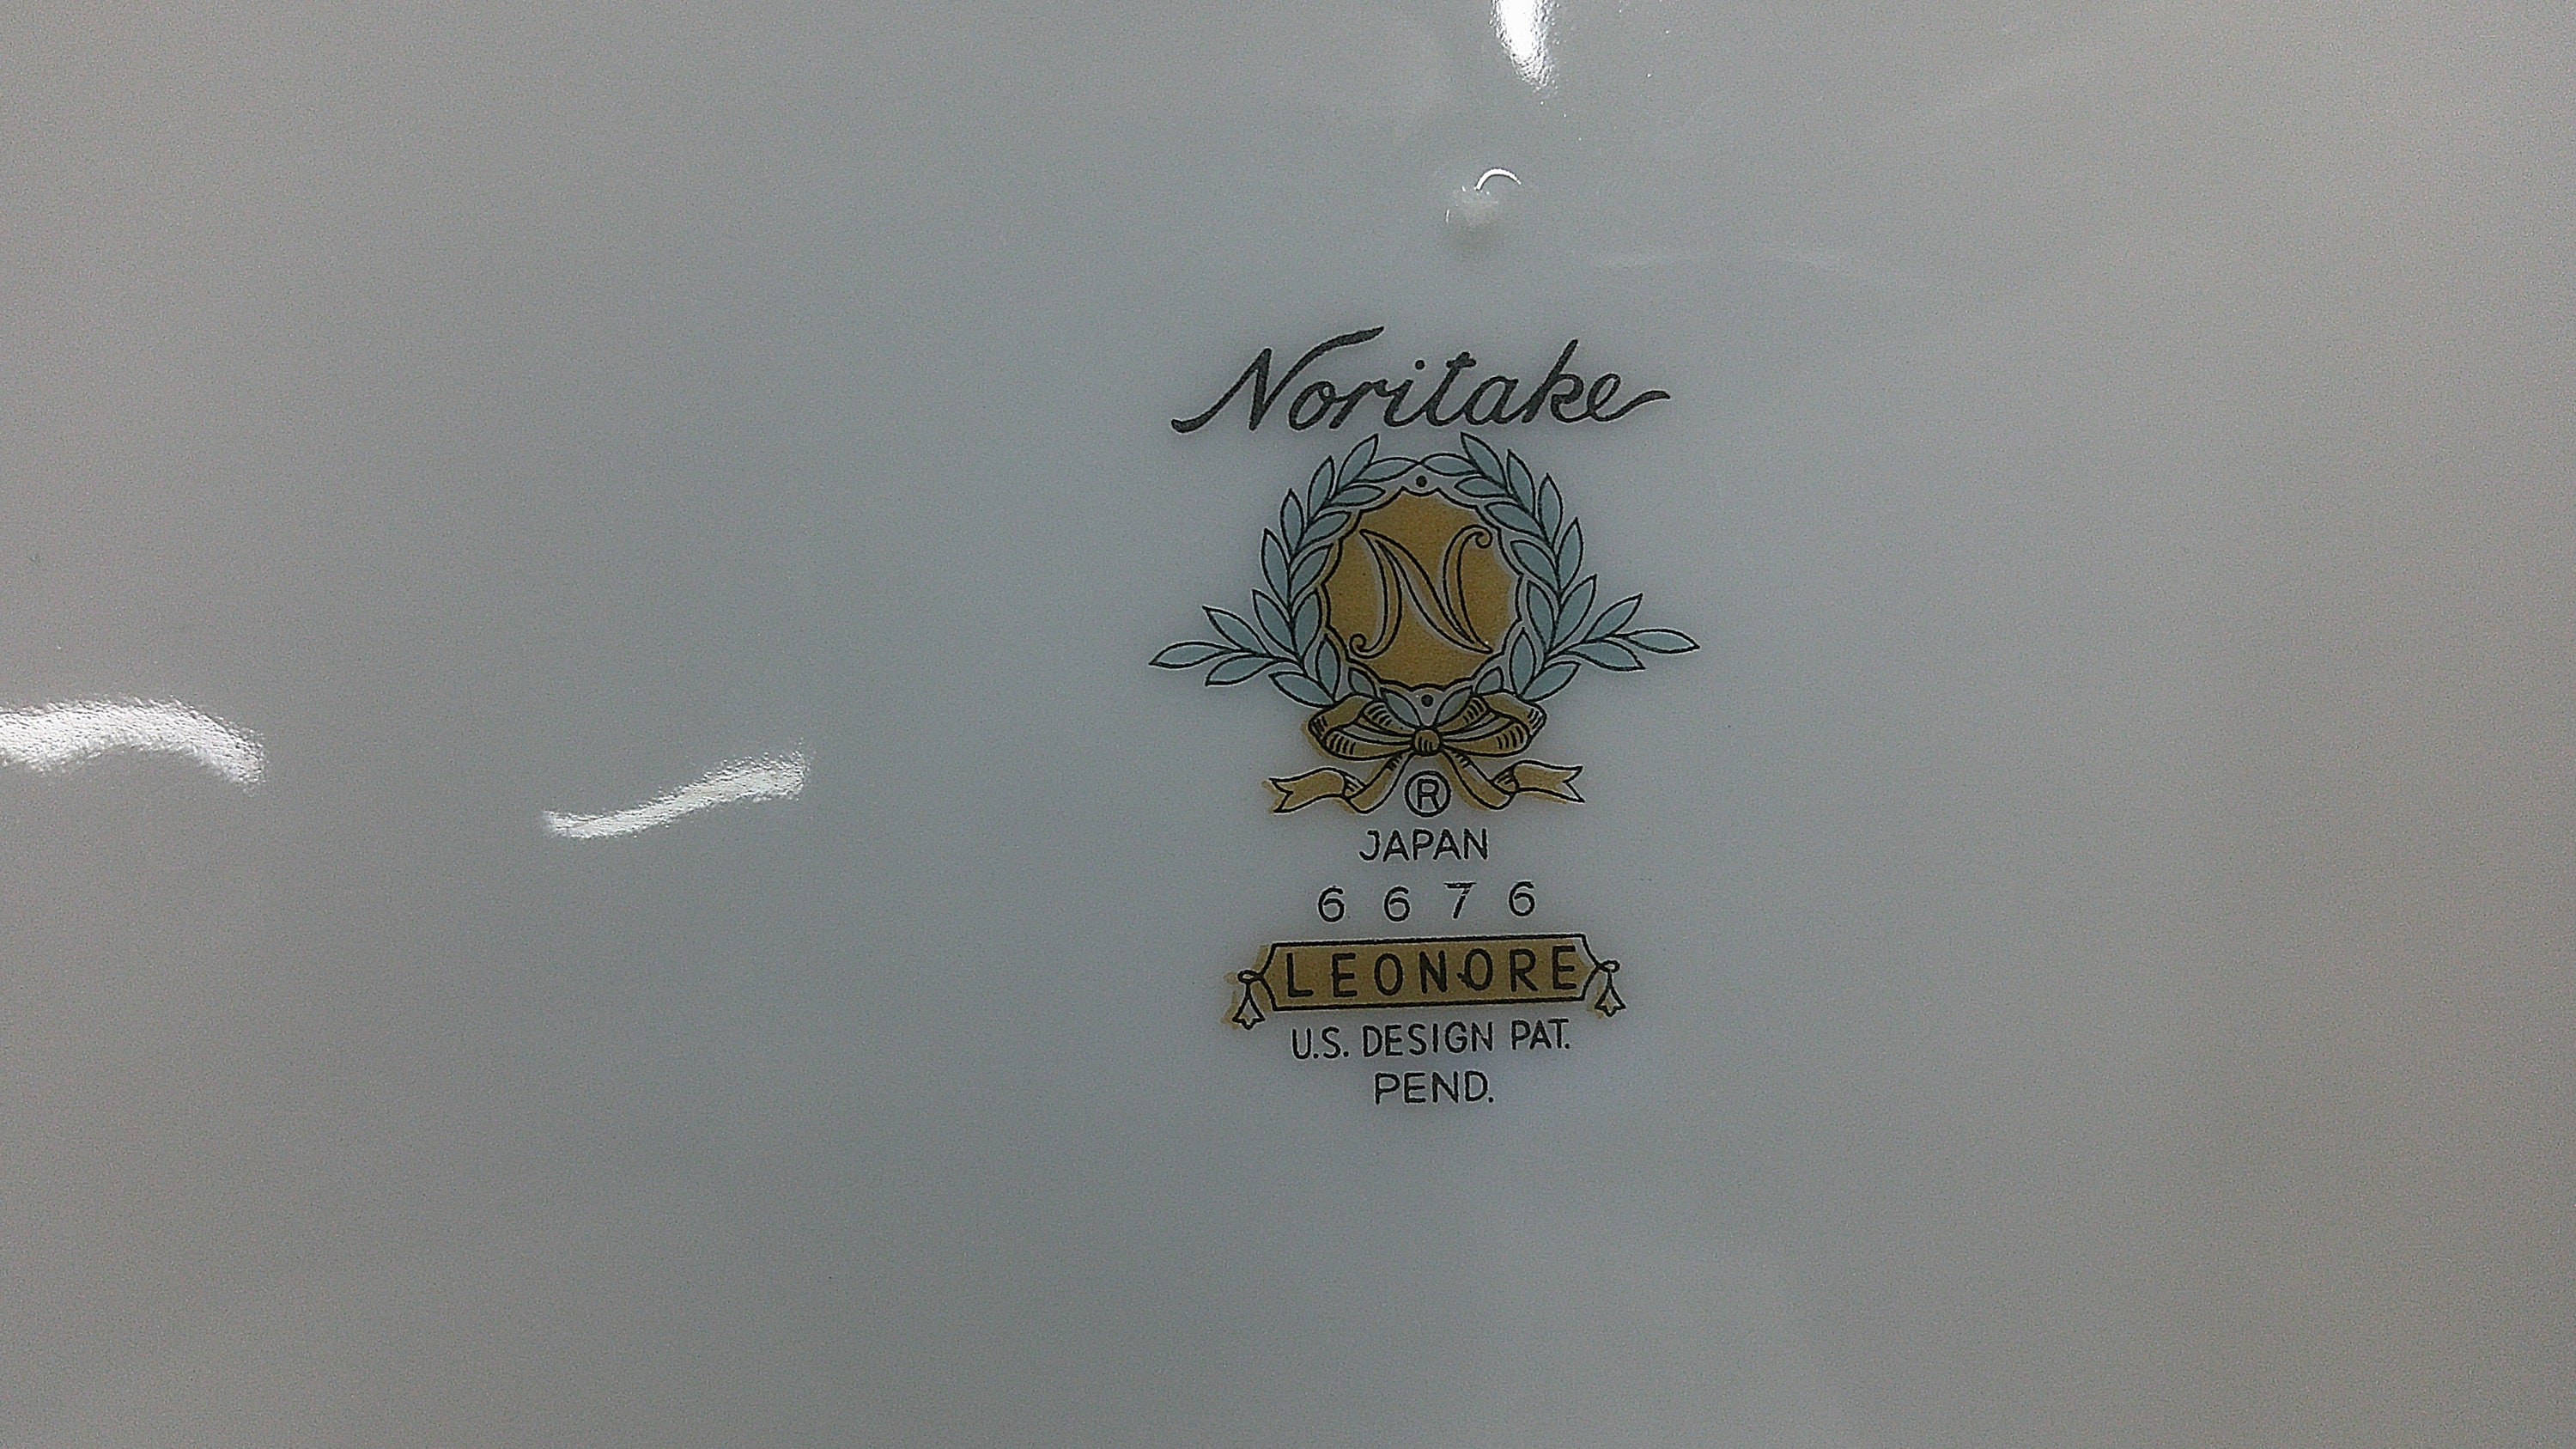 Noritake
N
®
JAPAN
6676
LEONORE
U.S. DESIGN PAT.
PEND.